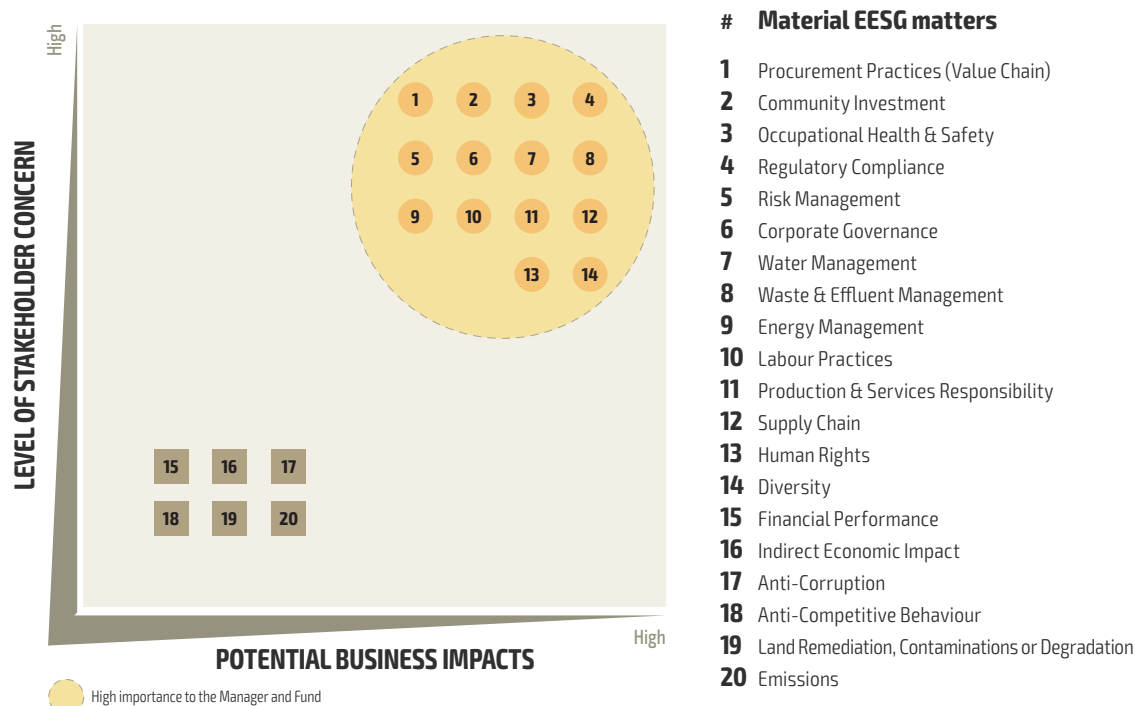 High
LEVEL OF STAKEHOLDER CONCERN
1 2 3 4
5 6 7 8
9 10 11 12
13 14
15 16 17
18 19 20
High
POTENTIAL BUSINESS IMPACTS
High importance to the Manager and Fund
# Material EESG matters
1 Procurement Practices (Value Chain)
2 Community Investment
3 Occupational Health & Safety
4 Regulatory Compliance
5 Risk Management
6 Corporate Governance
7 Water Management
8 Waste & Effluent Management
9 Energy Management
10 Labour Practices
11 Production & Services Responsibility
12 Supply Chain
13 Human Rights
14 Diversity
15 Financial Performance
16 Indirect Economic Impact
17 Anti-Corruption
18 Anti-Competitive Behaviour
19 Land Remediation, Contaminations or Degradation
20 Emissions